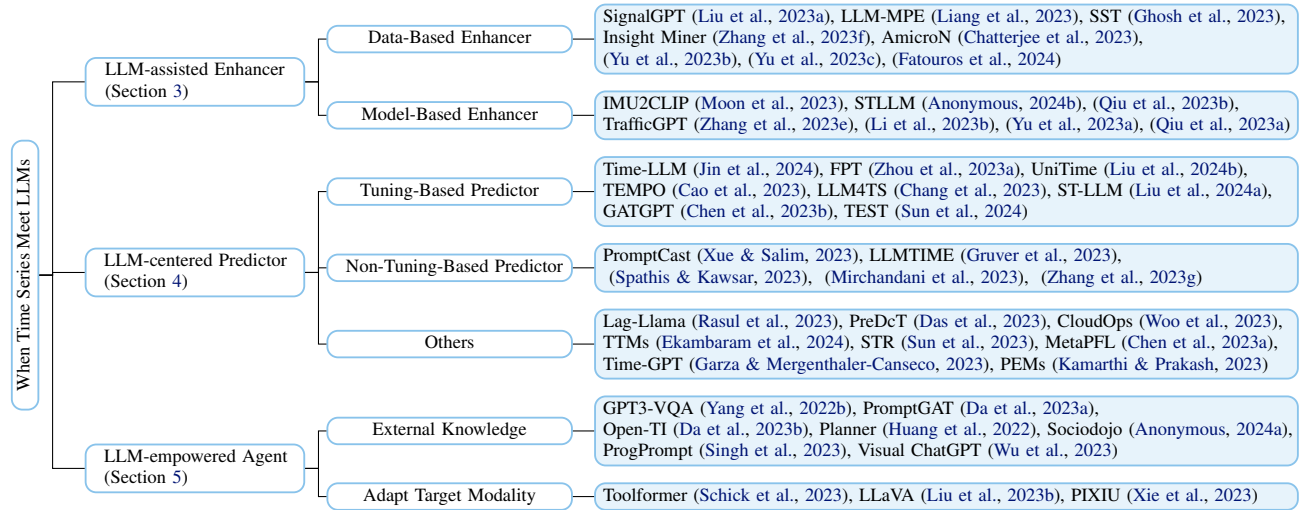 When Time Series Meet LLMs
LLM-assisted Enhancer
(Section 3)
Data-Based Enhancer
SignalGPT (Liu et al., 2023a), LLM-MPE (Liang et al., 2023), SST (Ghosh et al., 2023),
Insight Miner (Zhang et al., 2023f), AmicroN (Chatterjee et al., 2023),
(Yu et al., 2023b), (Yu et al., 2023c), (Fatouros et al., 2024)
Model-Based Enhancer
IMU2CLIP (Moon et al., 2023), STLLM (Anonymous, 2024b), (Qiu et al., 2023b),
TrafficGPT (Zhang et al., 2023e), (Li et al., 2023b), (Yu et al., 2023a), (Qiu et al., 2023a)
LLM-centered Predictor
(Section 4)
Tuning-Based Predictor
Time-LLM (Jin et al., 2024), FPT (Zhou et al., 2023a), UniTime (Liu et al., 2024b),
TEMPO (Cao et al., 2023), LLM4TS (Chang et al., 2023), ST-LLM (Liu et al., 2024a),
GATGPT (Chen et al., 2023b), TEST (Sun et al., 2024)
Non-Tuning-Based Predictor
PromptCast (Xue & Salim, 2023), LLMTIME (Gruver et al., 2023),
(Spathis & Kawsar, 2023), (Mirchandani et al., 2023), (Zhang et al., 2023g)
Others
Lag-Llama (Rasul et al., 2023), PreDcT (Das et al., 2023), CloudOps (Woo et al., 2023),
TTMs (Ekambaram et al., 2024), STR (Sun et al., 2023), MetaPFL (Chen et al., 2023a),
Time-GPT (Garza & Mergenthaler-Canseco, 2023), PEMs (Kamarthi & Prakash, 2023)
LLM-empowered Agent
(Section 5)
External Knowledge
GPT3-VQA (Yang et al., 2022b), PromptGAT (Da et al., 2023a),
Open-TI (Da et al., 2023b), Planner (Huang et al., 2022), Sociodojo (Anonymous, 2024a),
ProgPrompt (Singh et al., 2023), Visual ChatGPT (Wu et al., 2023)
Adapt Target Modality
Toolformer (Schick et al., 2023), LLaVA (Liu et al., 2023b), PIXIU (Xie et al., 2023)